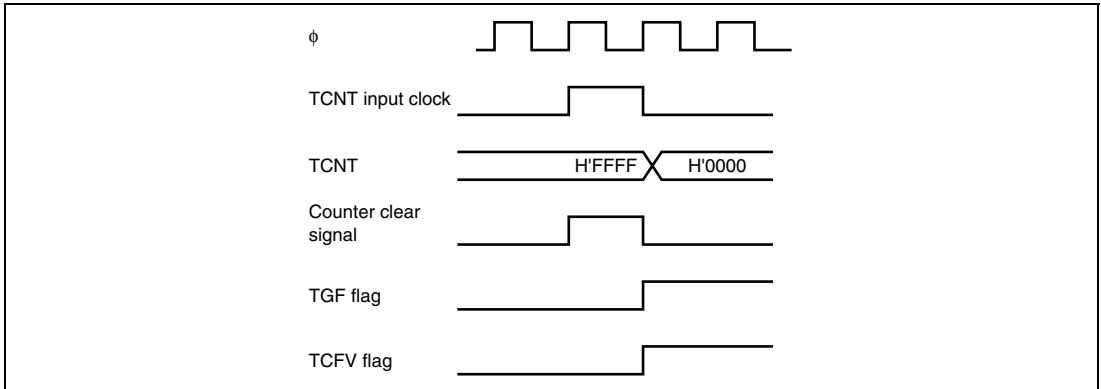 ϕ
TCNT input clock
TCNT
H'FFFF
H'0000
Counter clear
signal
TGF flag
TCFV flag